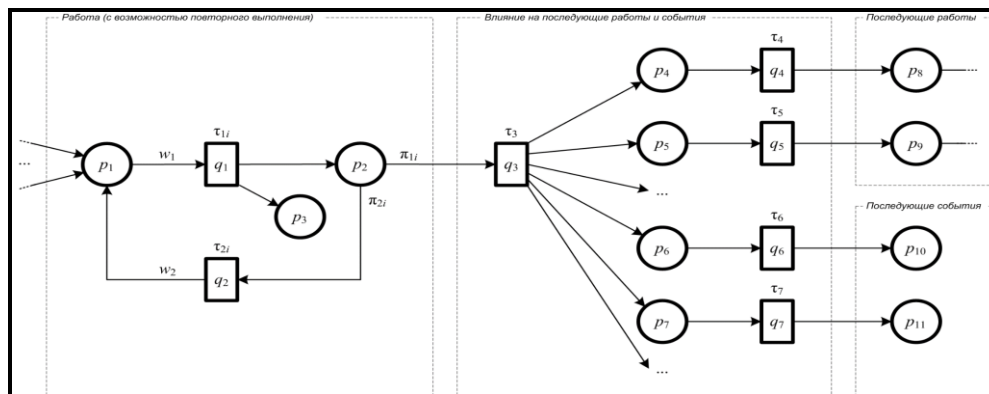 Работа (с возможностью повторного выполнения)
Влияние на последующие работы и события
Последующие работы
τ4
p4
q4
p8
τ5
p5
q5
p9
...
τ1i
τ3
w1
π1i
p1
q1
p2
q3
...
p3
π2i
...
Последующие события
τ2i
τ6
w2
q2
p6
q6
p10
τ7
p7
q7
p11
...